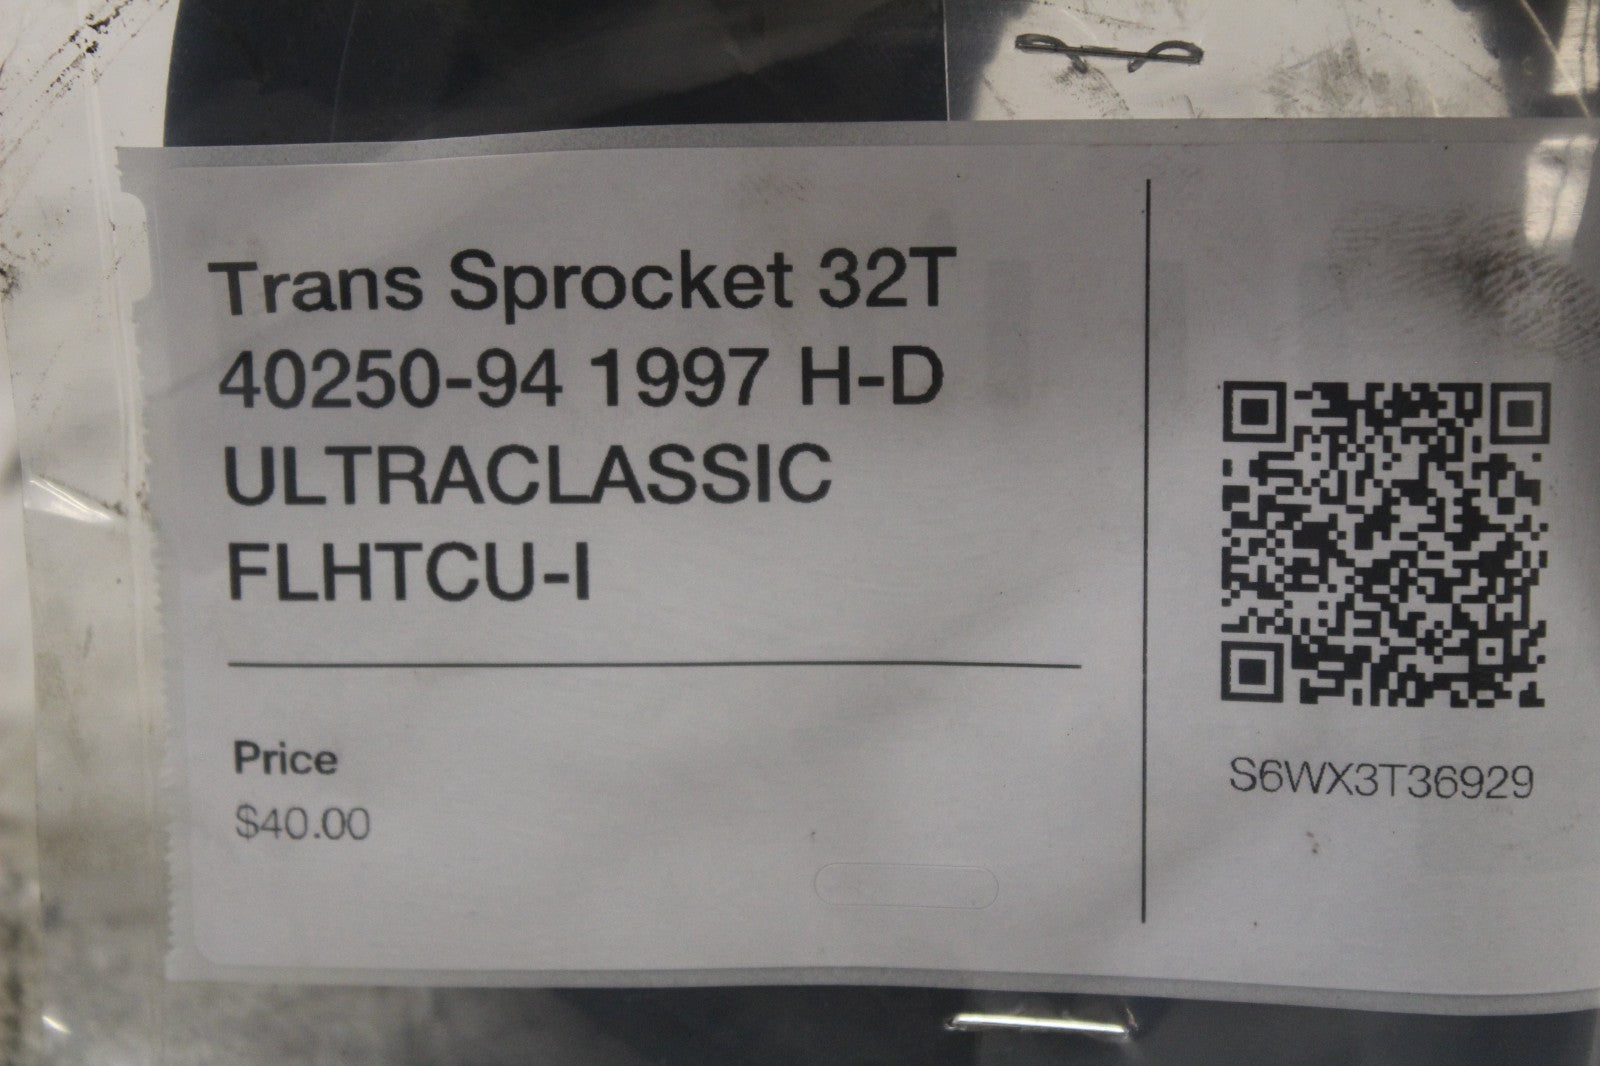 Trans Sprocket 32T
40250-94 1997 H-D
ULTRACLASSIC
FLHTCU-I
Price
$40.00
S6WX3T36929